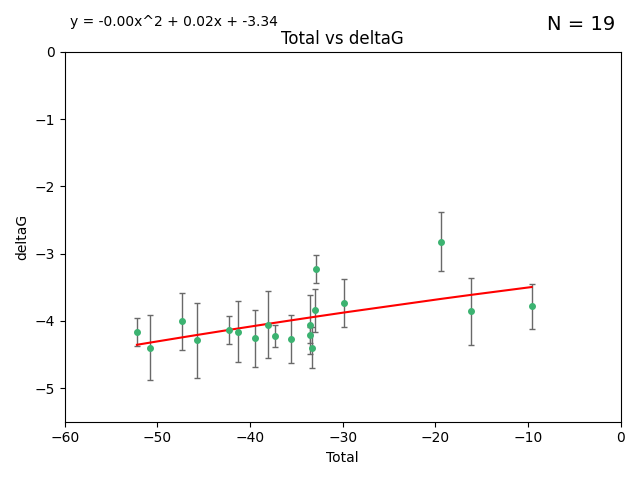 y = -0.00x^2 + 0.02x + -3.34
N = 19
Total vs deltaG
0
−1
−2
−3
−4
−5
deltaG
−60 −50 −40 −30 −20 −10 0
Total